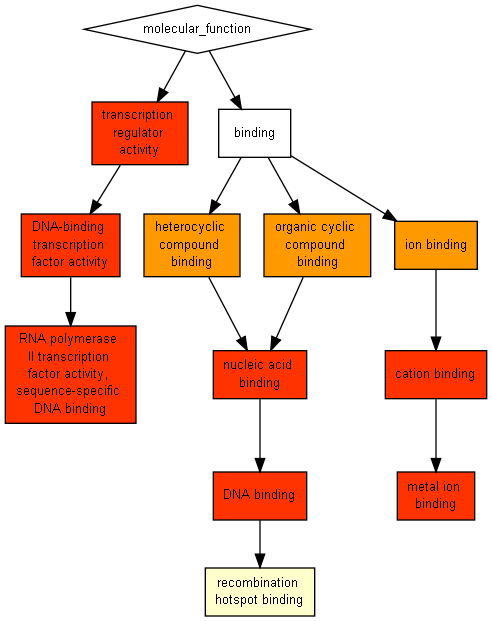 molecular_function
transcription
regulator
activity
binding
DNA-binding
transcription
factor activity
heterocyclic
compound
binding
organic cyclic
compound
binding
ion binding
RNA polymerase
II transcription
factor activity,
sequence-specific
DNA binding
nucleic acid
binding
cation binding
DNA binding
metal ion
binding
recombination
hotspot binding